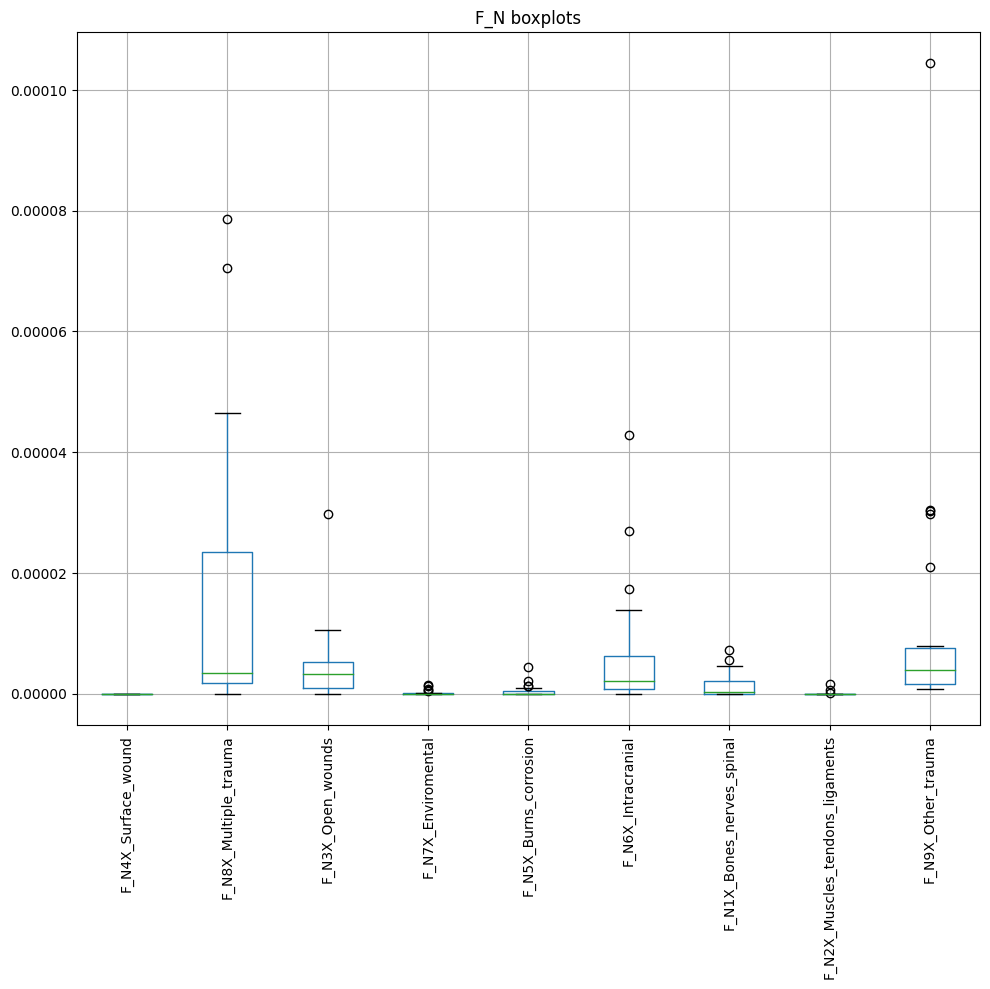 F_N boxplots
0.00010
0.00008
0.00006
0.00004
0.00002
0.00000
F_N4X_Surface_wound
F_N8X_Multiple_trauma
F_N3X_Open_wounds
F_N7X_Enviromental
F_N5X_Burns_corrosion
F_N6X_Intracranial
F_N1X_Bones_nerves_spinal
F_N2X_Muscles_tendons_ligaments
F_N9X_Other_trauma